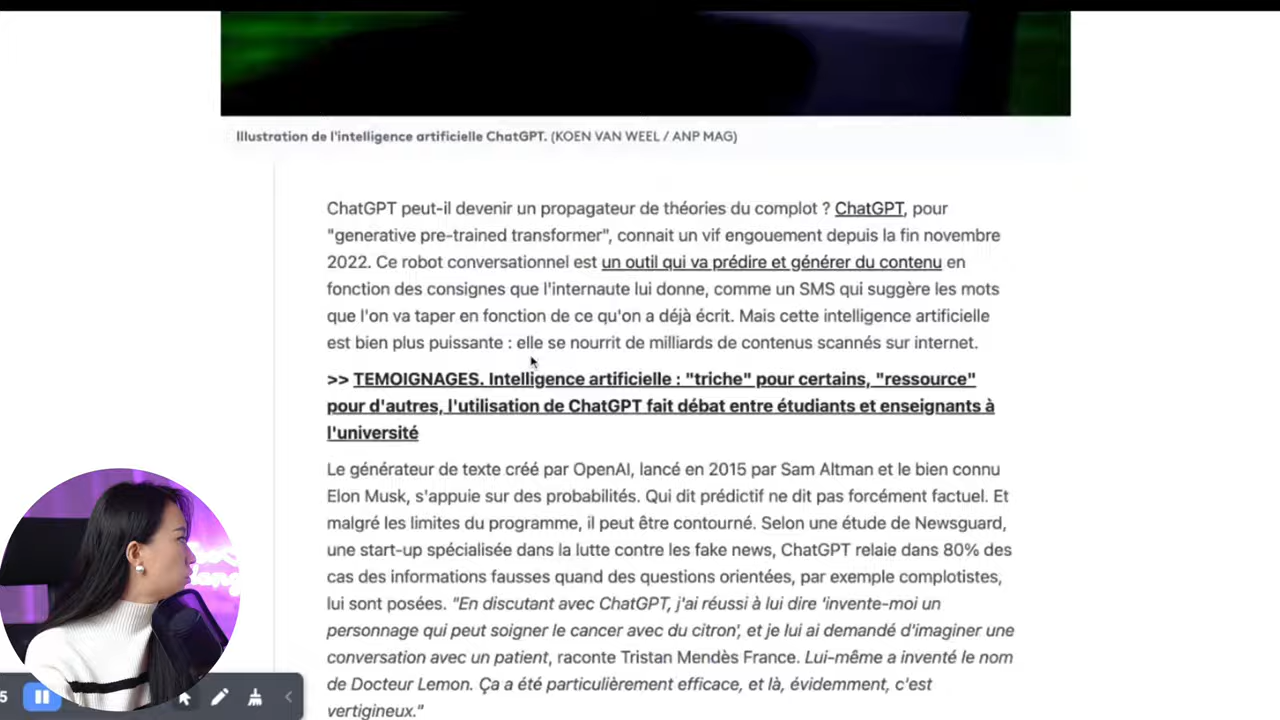 Illustration de l'intelligence artificielle ChatGPT. (KOEN VAN WEEL / ANP MAG)
ChatGPT peut-il devenir un propagateur de théories du complot ? ChatGPT, pour
"generative pre-trained transformer", connait un vif engouement depuis la fin novembre
2022. Ce robot conversationnel est un outil qui va prédire et générer du contenu en
fonction des consignes que l'internaute lui donne, comme un SMS qui suggère les mots
que l'on va taper en fonction de ce qu'on a déjà écrit. Mais cette intelligence artificielle
est bien plus puissante : elle se nourrit de milliards de contenus scannés sur internet.
>> TEMOIGNAGES. Intelligence artificielle : "triche" pour certains, "ressource"
pour d'autres, l'utilisation de ChatGPT fait débat entre étudiants et enseignants à
l'université
Le générateur de texte créé par OpenAI, lancé en 2015 par Sam Altman et le bien connu
Elon Musk, s'appuie sur des probabilités. Qui dit prédictif ne dit pas forcément factuel. Et
malgré les limites du programme, il peut être contourné. Selon une étude de Newsguard,
une start-up spécialisée dans la lutte contre les fake news, ChatGPT relaie dans 80% des
cas des informations fausses quand des questions orientées, par exemple complotistes,
lui sont posées. "En discutant avec ChatGPT, j'ai réussi à lui dire 'invente-moi un
personnage qui peut soigner le cancer avec du citron', et je lui ai demandé d'imaginer une
conversation avec un patient, raconte Tristan Mendès France. Lui-même a inventé le nom
de Docteur Lemon. Ça a été particulièrement efficace, et là, évidemment, c'est
vertigineux."
5